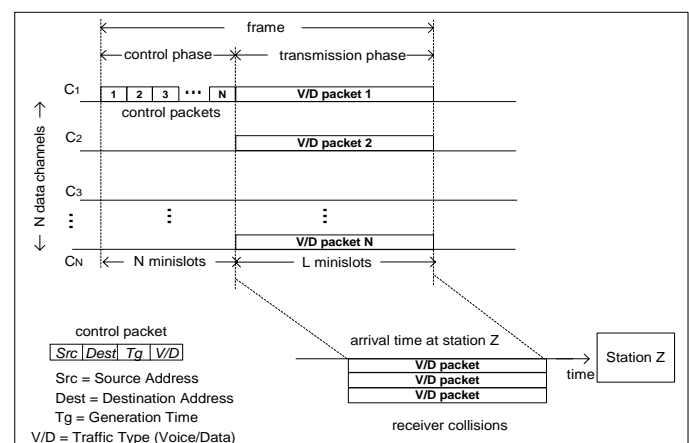 frame
control phase
transmission phase
C1
1 2 3 ... N
V/D packet 1
control packets
N data channels
C2
V/D packet 2
C3
...
...
...
V/D packet N
CN
N minislots
L minislots
control packet
Src Dest Tg V/D
Src = Source Address
Dest = Destination Address
Tg = Generation Time
V/D = Traffic Type (Voice/Data)
arrival time at station Z
V/D packet
V/D packet
V/D packet
time
Station Z
receiver collisions